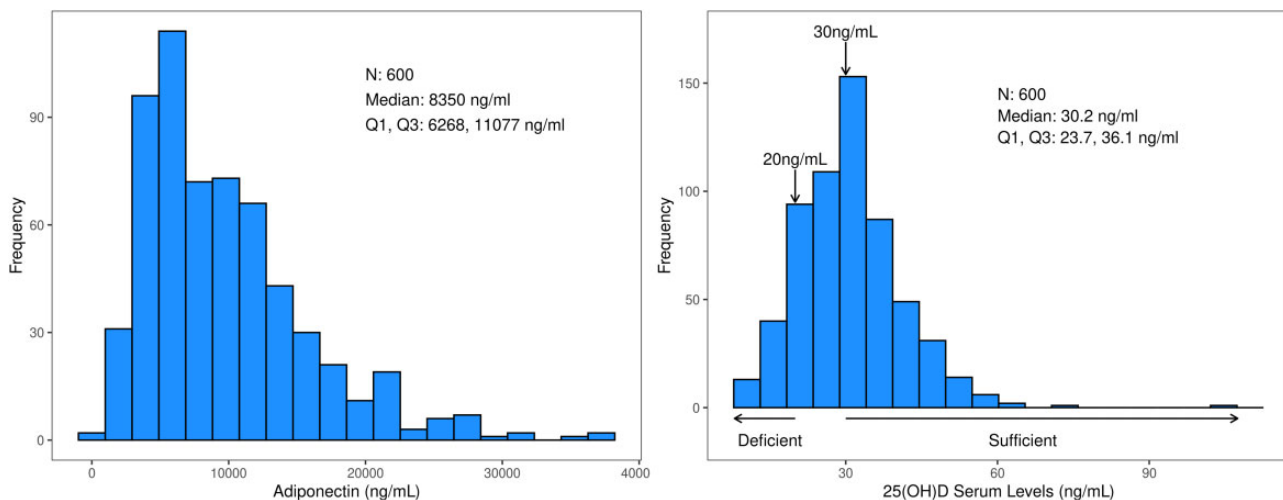 N: 600
Median: 8350 ng/ml
Q1, Q3: 6268, 11077 ng/ml
90
60
30
0
Frequency
0 10000 20000 30000 4000
Adiponectin (ng/mL)
30ng/mL
20ng/mL
N: 600
Median: 30.2 ng/ml
Q1, Q3: 23.7, 36.1 ng/ml
150
100
50
0
Frequency
Deficient Sufficient
30 60 90
25(OH)D Serum Levels (ng/mL)